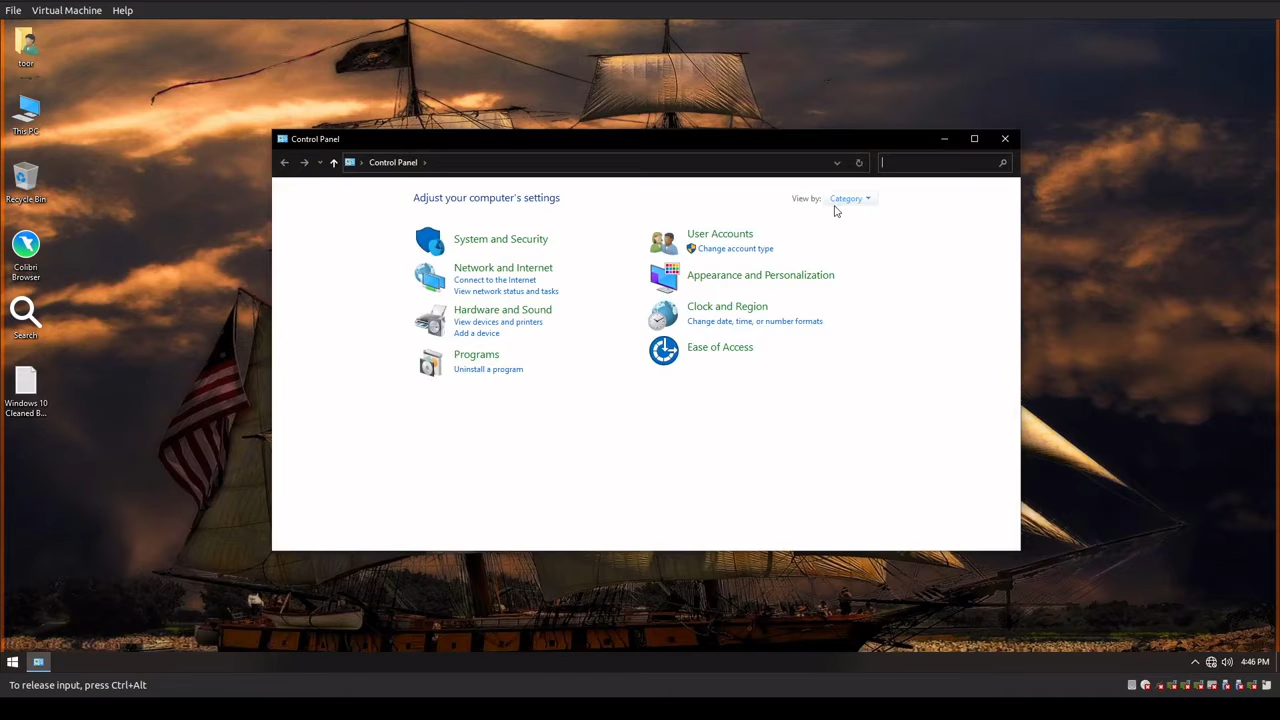 File Virtual Machine Help
toor
This PC
Recycle Bin
Colibri
Browser
Search
Windows 10
Cleaned B...
Control Panel
Control Panel
Adjust your computer's settings
View by: Category
System and Security
Network and Internet
Connect to the Internet
View network status and tasks
Hardware and Sound
View devices and printers
Add a device
Programs
Uninstall a program
User Accounts
Change account type
Appearance and Personalization
Clock and Region
Change date, time, or number formats
Ease of Access
4:46 PM
To release input, press Ctrl+Alt